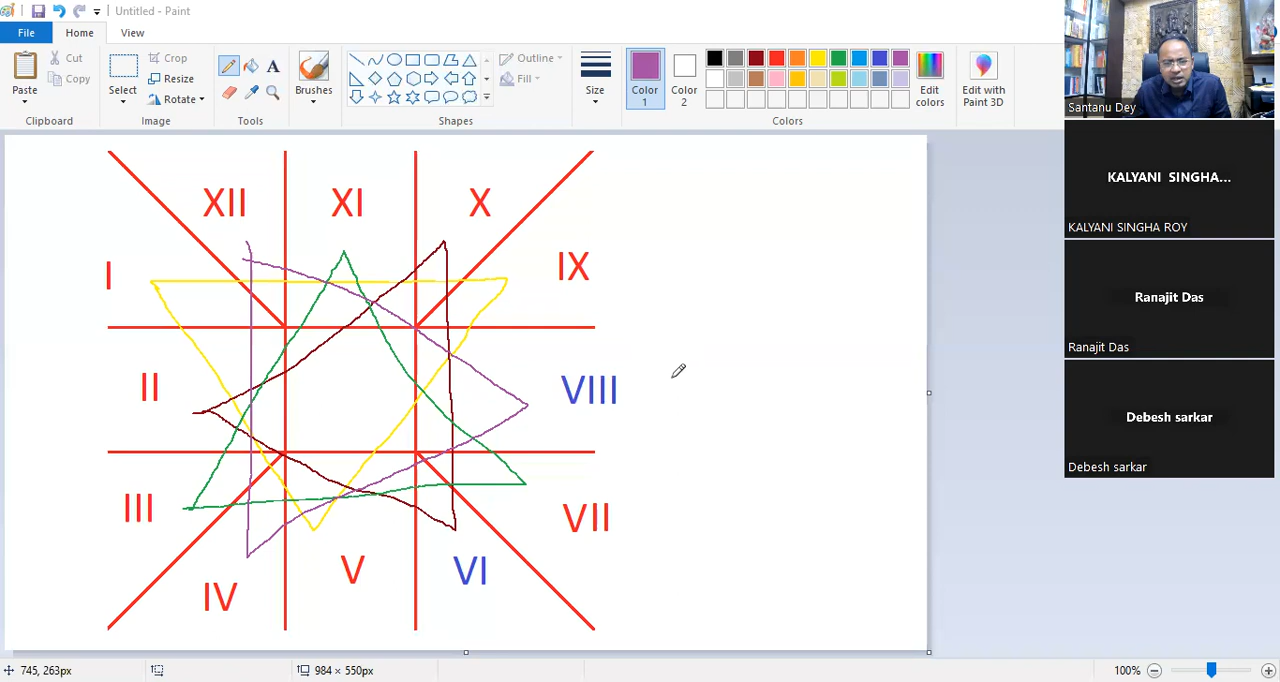 Untitled - Paint
File Home View
Paste
Cut
Copy
Clipboard
Select
Crop
Resize
Rotate
Image
A
Tools
Brushes
Shapes
Outline
Fill
Size
Color 1
Color 2
Edit colors
Edit with Paint 3D
Colors
XII XI X
I IX
II VIII
III VII
IV V VI
Santanu Dey
KALYANI SINGHA...
KALYANI SINGHA ROY
Ranajit Das
Ranajit Das
Debesh sarkar
Debesh sarkar
745, 263px
984 × 550px
100%